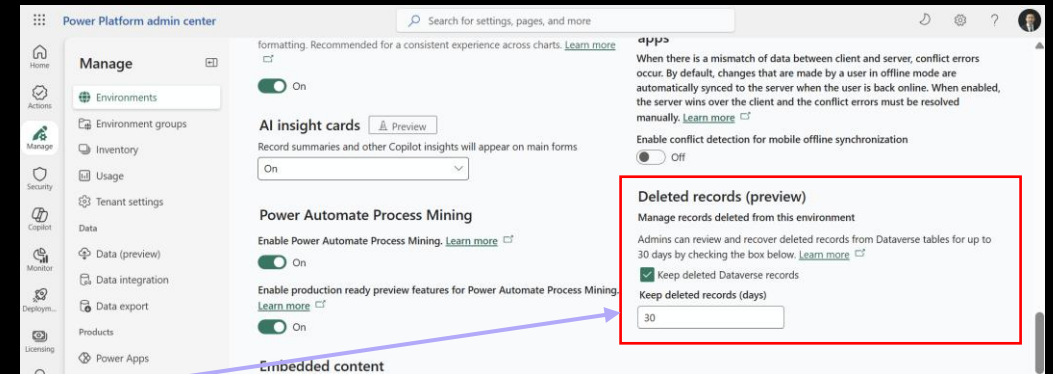 Power Platform admin center
Search for settings, pages, and more
Home
Actions
Manage
Security
Copilot
Monitor
Deploym...
Licensing
Manage
Environments
Environment groups
Inventory
Usage
Tenant settings
Data
Data (preview)
Data integration
Data export
Products
Power Apps
formatting. Recommended for a consistent experience across charts. Learn more
On
AI insight cards Preview
Record summaries and other Copilot insights will appear on main forms
On
Power Automate Process Mining
Enable Power Automate Process Mining. Learn more
On
Enable production ready preview features for Power Automate Process Mining.
Learn more
On
Embedded content
apps
When there is a mismatch of data between client and server, conflict errors
occur. By default, changes that are made by a user in offline mode are
automatically synced to the server when the user is back online. When enabled,
the server wins over the client and the conflict errors must be resolved
manually. Learn more
Enable conflict detection for mobile offline synchronization
Off
Deleted records (preview)
Manage records deleted from this environment
Admins can review and recover deleted records from Dataverse tables for up to
30 days by checking the box below. Learn more
Keep deleted Dataverse records
Keep deleted records (days)
30